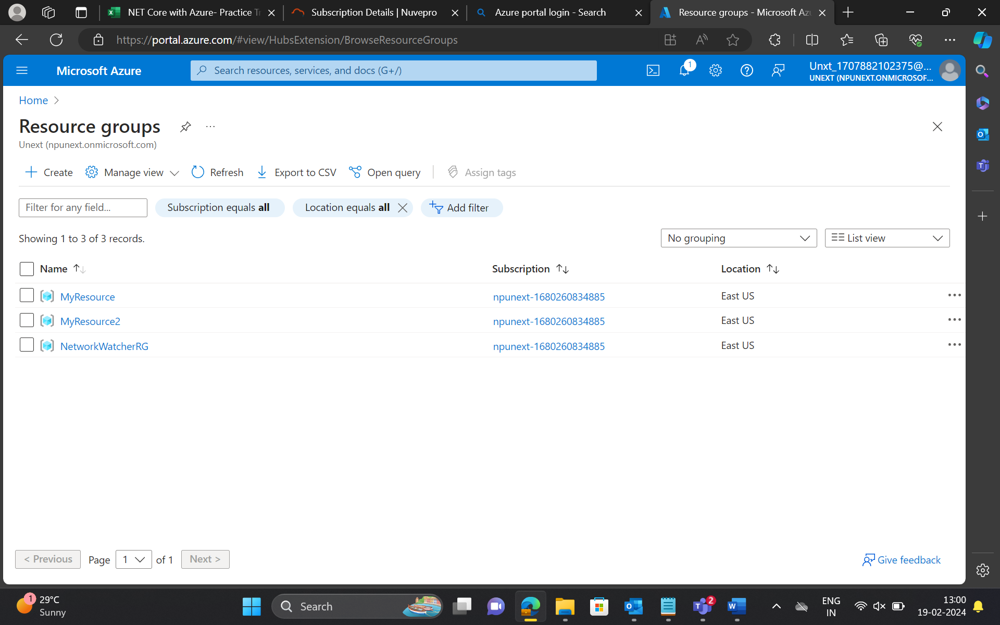 NET Core with Azure- Practice Tr
Subscription Details | Nuvepro
Azure portal login - Search
Resource groups - Microsoft Azu
https://portal.azure.com/#view/HubsExtension/BrowseResourceGroups
Microsoft Azure
Search resources, services, and docs (G+/)
1
Unxt_1707882102375@...
UNEXT (NPUNEXT.ONMICROSOF...
Home
Resource groups
Unext (npunext.onmicrosoft.com)
Create
Manage view
Refresh
Export to CSV
Open query
Assign tags
Filter for any field...
Subscription equals all
Location equals all
Add filter
Showing 1 to 3 of 3 records.
No grouping
List view
Name
Subscription
Location
MyResource
npunext-1680260834885
East US
MyResource2
npunext-1680260834885
East US
NetworkWatcherRG
npunext-1680260834885
East US
< Previous
Page
1
of 1
Next >
Give feedback
1
29°C
Sunny
Search
2
ENG
IN
13:00
19-02-2024